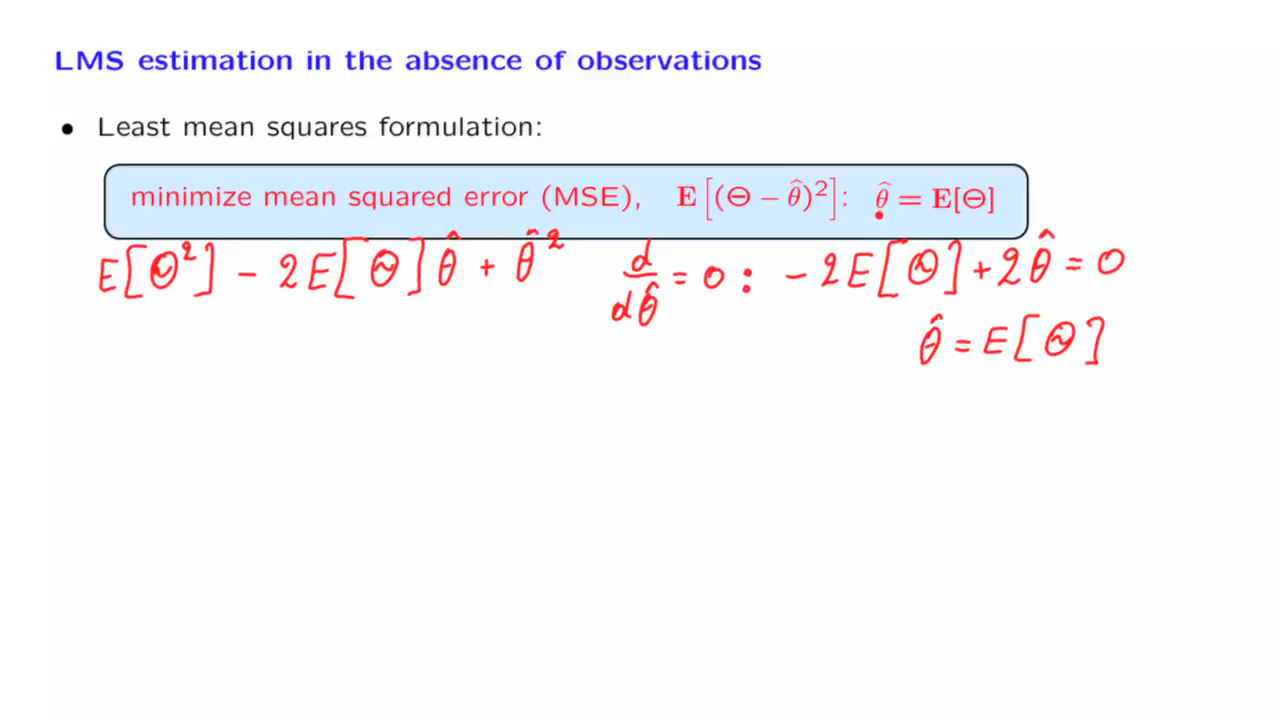 LMS estimation in the absence of observations
• Least mean squares formulation:
minimize mean squared error (MSE), E[(Θ − θ̂)²]: θ̂ = E[Θ]
E[Θ²] − 2E[Θ]θ̂ + θ̂² d/dθ̂ = 0 : − 2E[Θ] + 2θ̂ = 0
θ̂ = E[Θ]